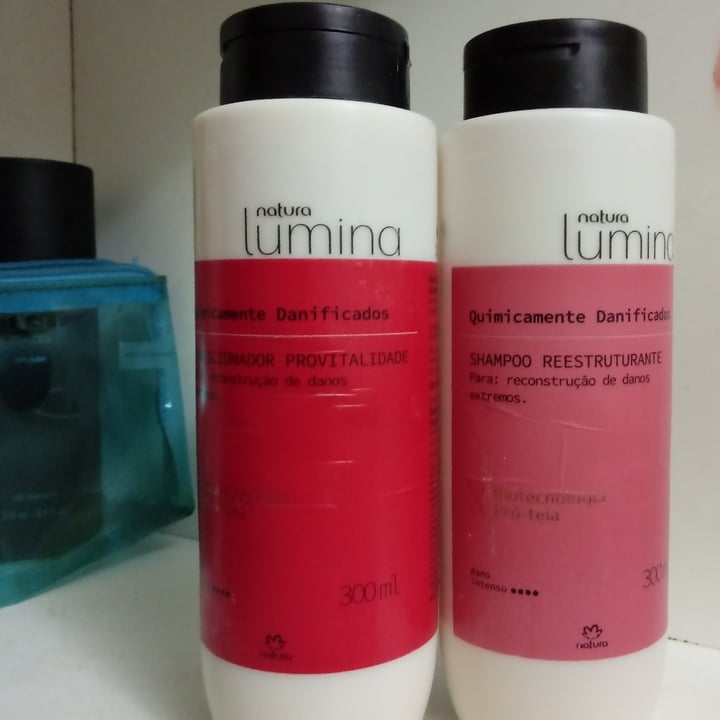 natura
lumina
Danificados
PROVITALIDADE
reconstrução de danos
300ml
natura
natura
lumina
Quimicamente Danificados
SHAMPOO REESTRUTURANTE
Para: reconstrução de danos
extremos.
Biotecnologia
Pró-teia
dano
intenso
300
natura